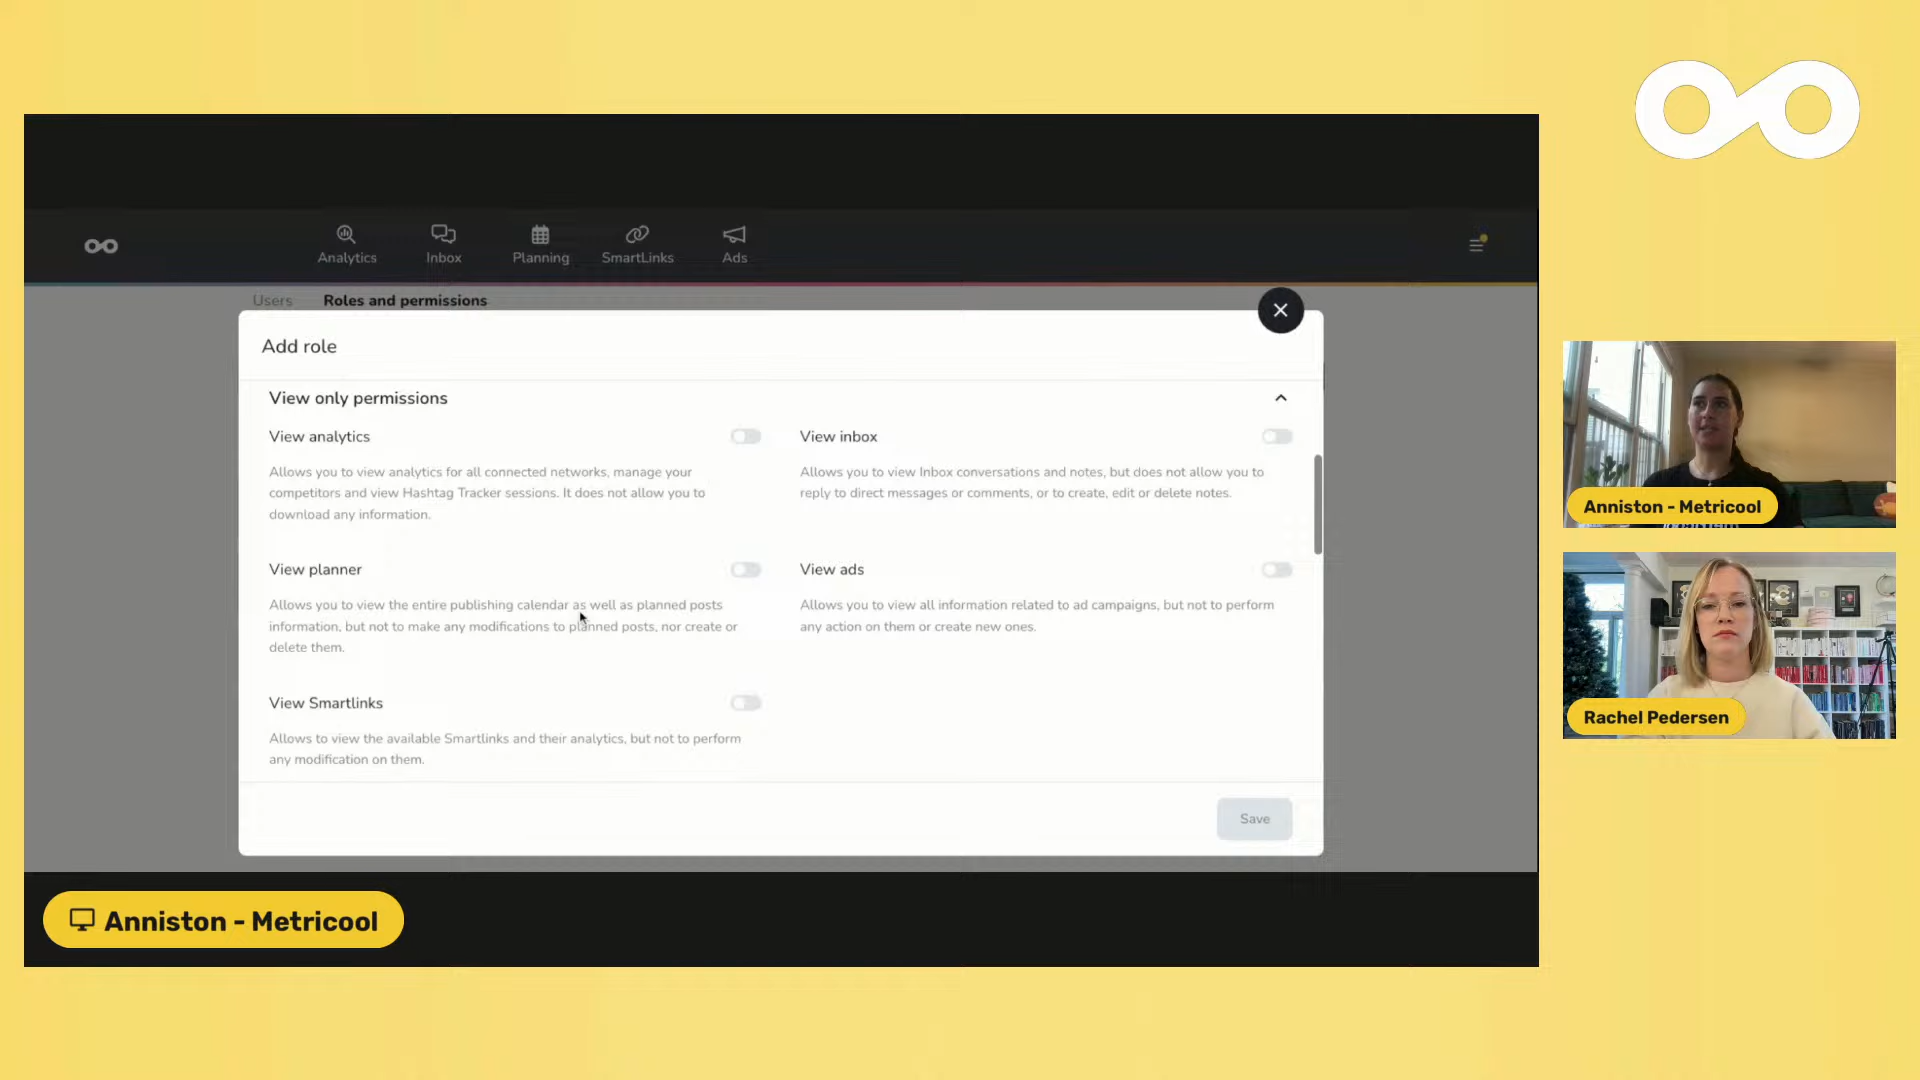 Analytics
Inbox
Planning
SmartLinks
Ads
Users
Roles and permissions
Add role
View only permissions
View analytics
Allows you to view analytics for all connected networks, manage your
competitors and view Hashtag Tracker sessions. It does not allow you to
download any information.
View inbox
Allows you to view Inbox conversations and notes, but does not allow you to
reply to direct messages or comments, or to create, edit or delete notes.
View planner
Allows you to view the entire publishing calendar as well as planned posts
information, but not to make any modifications to planned posts, nor create or
delete them.
View ads
Allows you to view all information related to ad campaigns, but not to perform
any action on them or create new ones.
View Smartlinks
Allows to view the available Smartlinks and their analytics, but not to perform
any modification on them.
Save
Anniston - Metricool
Anniston - Metricool
Rachel Pedersen